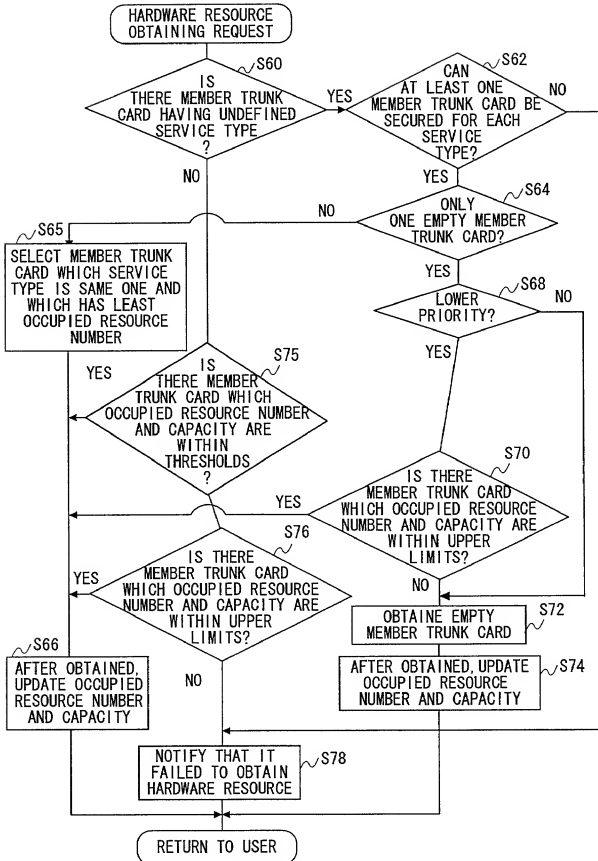 HARDWARE RESOURCE
OBTAINING REQUEST
S60
IS
THERE MEMBER TRUNK
CARD HAVING UNDEFINED
SERVICE TYPE
?
YES
NO
S62
CAN
AT LEAST ONE
MEMBER TRUNK CARD BE
SECURED FOR EACH
SERVICE
TYPE?
NO
YES
S64
ONLY
ONE EMPTY MEMBER
TRUNK CARD?
NO
YES
S65
SELECT MEMBER TRUNK
CARD WHICH SERVICE
TYPE IS SAME ONE AND
WHICH HAS LEAST
OCCUPIED RESOURCE
NUMBER
S68
LOWER
PRIORITY?
NO
YES
S75
IS
THERE MEMBER
TRUNK CARD WHICH
OCCUPIED RESOURCE NUMBER
AND CAPACITY ARE
WITHIN
THRESHOLDS
?
YES
S70
IS THERE
MEMBER TRUNK CARD
WHICH OCCUPIED RESOURCE
NUMBER AND CAPACITY ARE
WITHIN UPPER
LIMITS?
YES
NO
S76
IS THERE
MEMBER TRUNK CARD
WHICH OCCUPIED RESOURCE
NUMBER AND CAPACITY ARE
WITHIN UPPER
LIMITS?
YES
NO
S72
OBTAINE EMPTY
MEMBER TRUNK CARD
S66
AFTER OBTAINED,
UPDATE OCCUPIED
RESOURCE NUMBER
AND CAPACITY
S74
AFTER OBTAINED, UPDATE
OCCUPIED RESOURCE
NUMBER AND CAPACITY
S78
NOTIFY THAT IT
FAILED TO OBTAIN
HARDWARE RESOURCE
RETURN TO USER